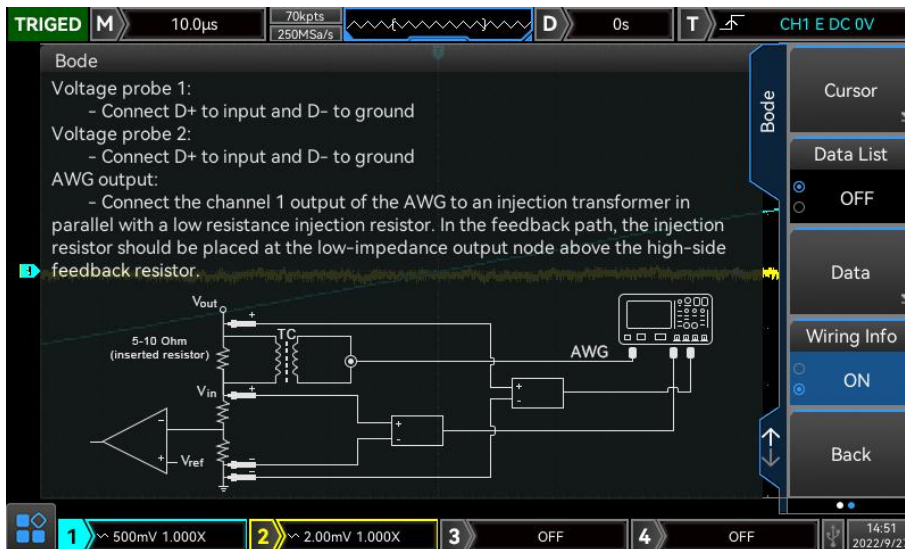 TRIGED M 10.0μs 70kpts D 0s T CH1 E DC 0V
250MSa/s
Bode
Voltage probe 1:
- Connect D+ to input and D- to ground
Voltage probe 2:
- Connect D+ to input and D- to ground
AWG output:
- Connect the channel 1 output of the AWG to an injection transformer in
parallel with a low resistance injection resistor. In the feedback path, the injection
resistor should be placed at the low-impedance output node above the high-side
feedback resistor.
Vout
+
TC
5-10 Ohm
(inserted resistor)
AWG
Vin
+
+
-
+
-
-
+
Vref
-
-
Bode
Cursor
Data List
OFF
Data
Wiring Info
ON
Back
1 500mV 1.000X 2 2.00mV 1.000X 3 OFF 4 OFF
14:51